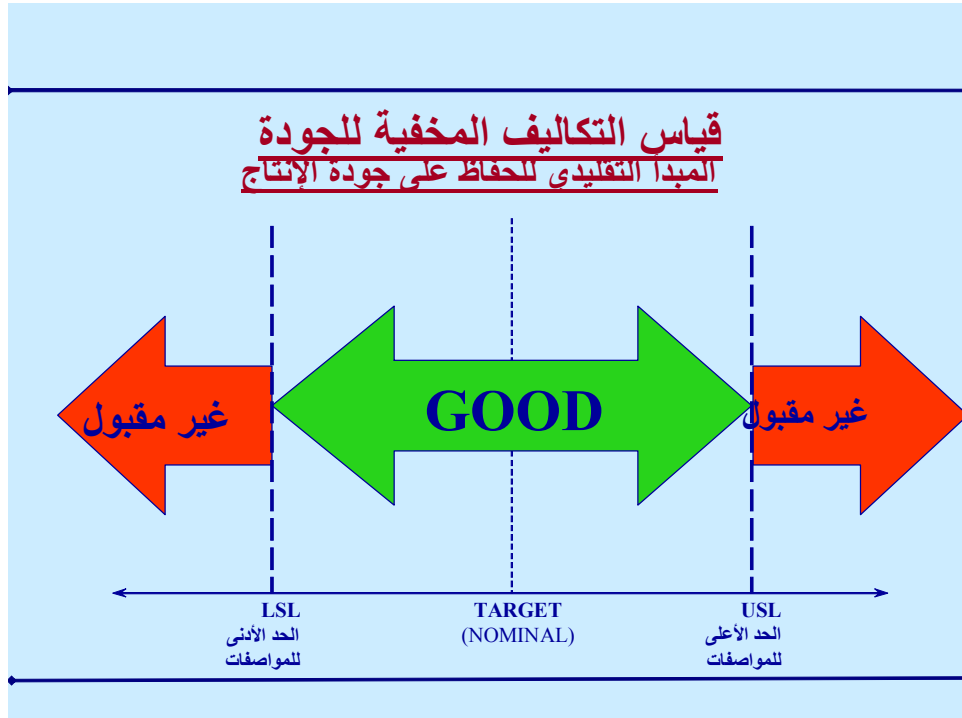 قياس التكاليف المخفية للجودة
المبدأ التقليدي للحفاظ على جودة الإنتاج
غير مقبول
GOOD
غير مقبول
LSL
الحد الأدنى
للمواصفات
TARGET
(NOMINAL)
USL
الحد الأعلى
للمواصفات